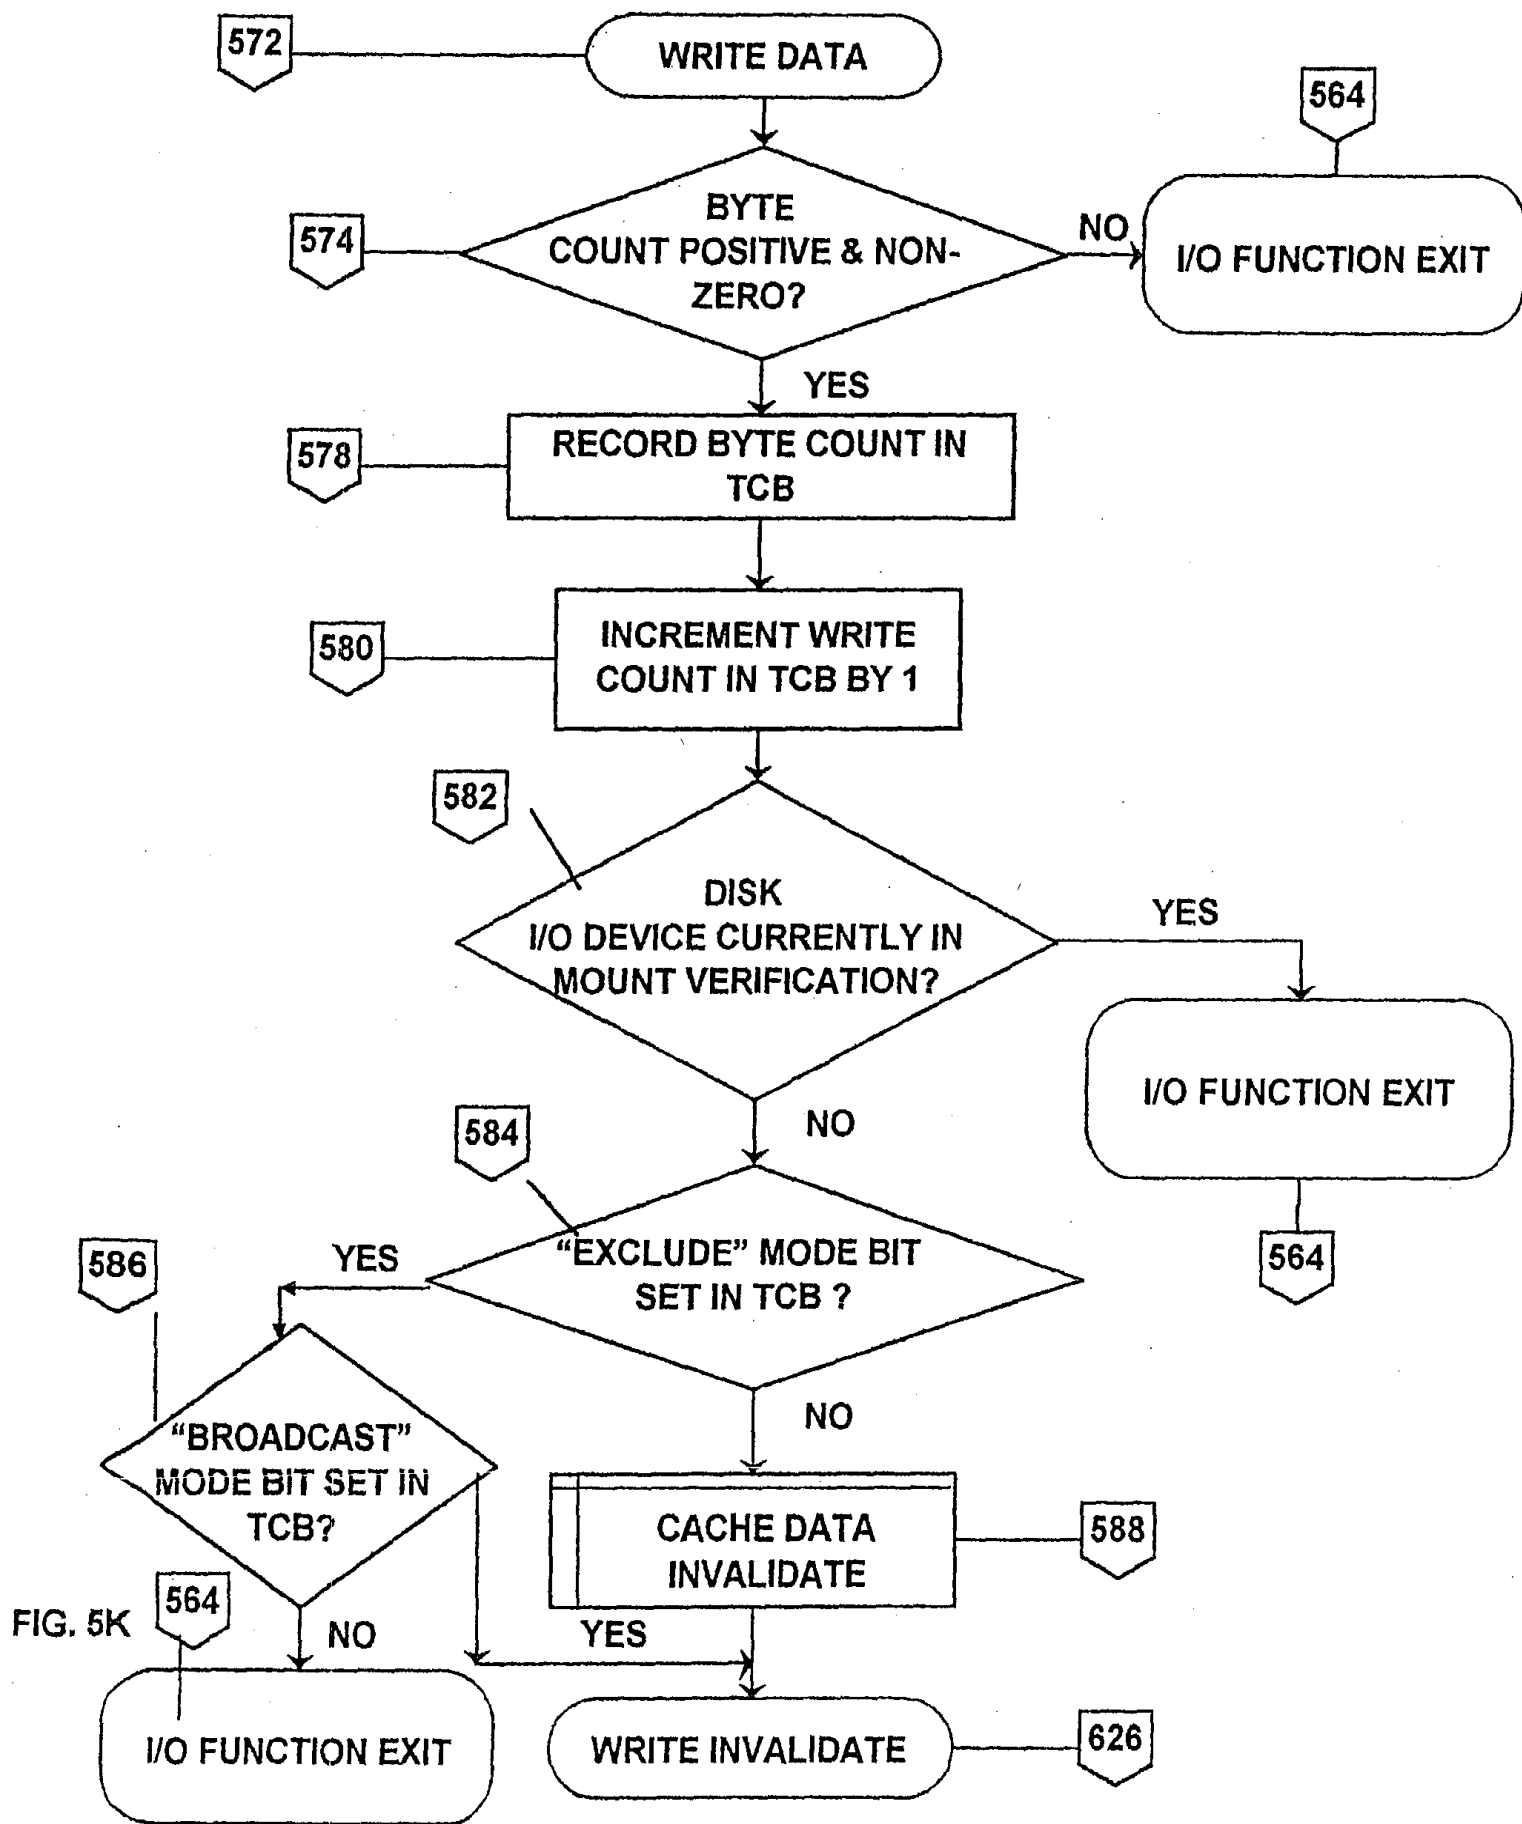 572
WRITE DATA
564
BYTE
COUNT POSITIVE & NON-
ZERO?
574
NO
I/O FUNCTION EXIT
YES
578
RECORD BYTE COUNT IN
TCB
580
INCREMENT WRITE
COUNT IN TCB BY 1
582
DISK
I/O DEVICE CURRENTLY IN
MOUNT VERIFICATION?
YES
I/O FUNCTION EXIT
564
NO
584
"EXCLUDE" MODE BIT
SET IN TCB ?
YES
586
NO
"BROADCAST"
MODE BIT SET IN
TCB?
CACHE DATA
INVALIDATE
588
564
FIG. 5K
NO
YES
I/O FUNCTION EXIT
WRITE INVALIDATE
626